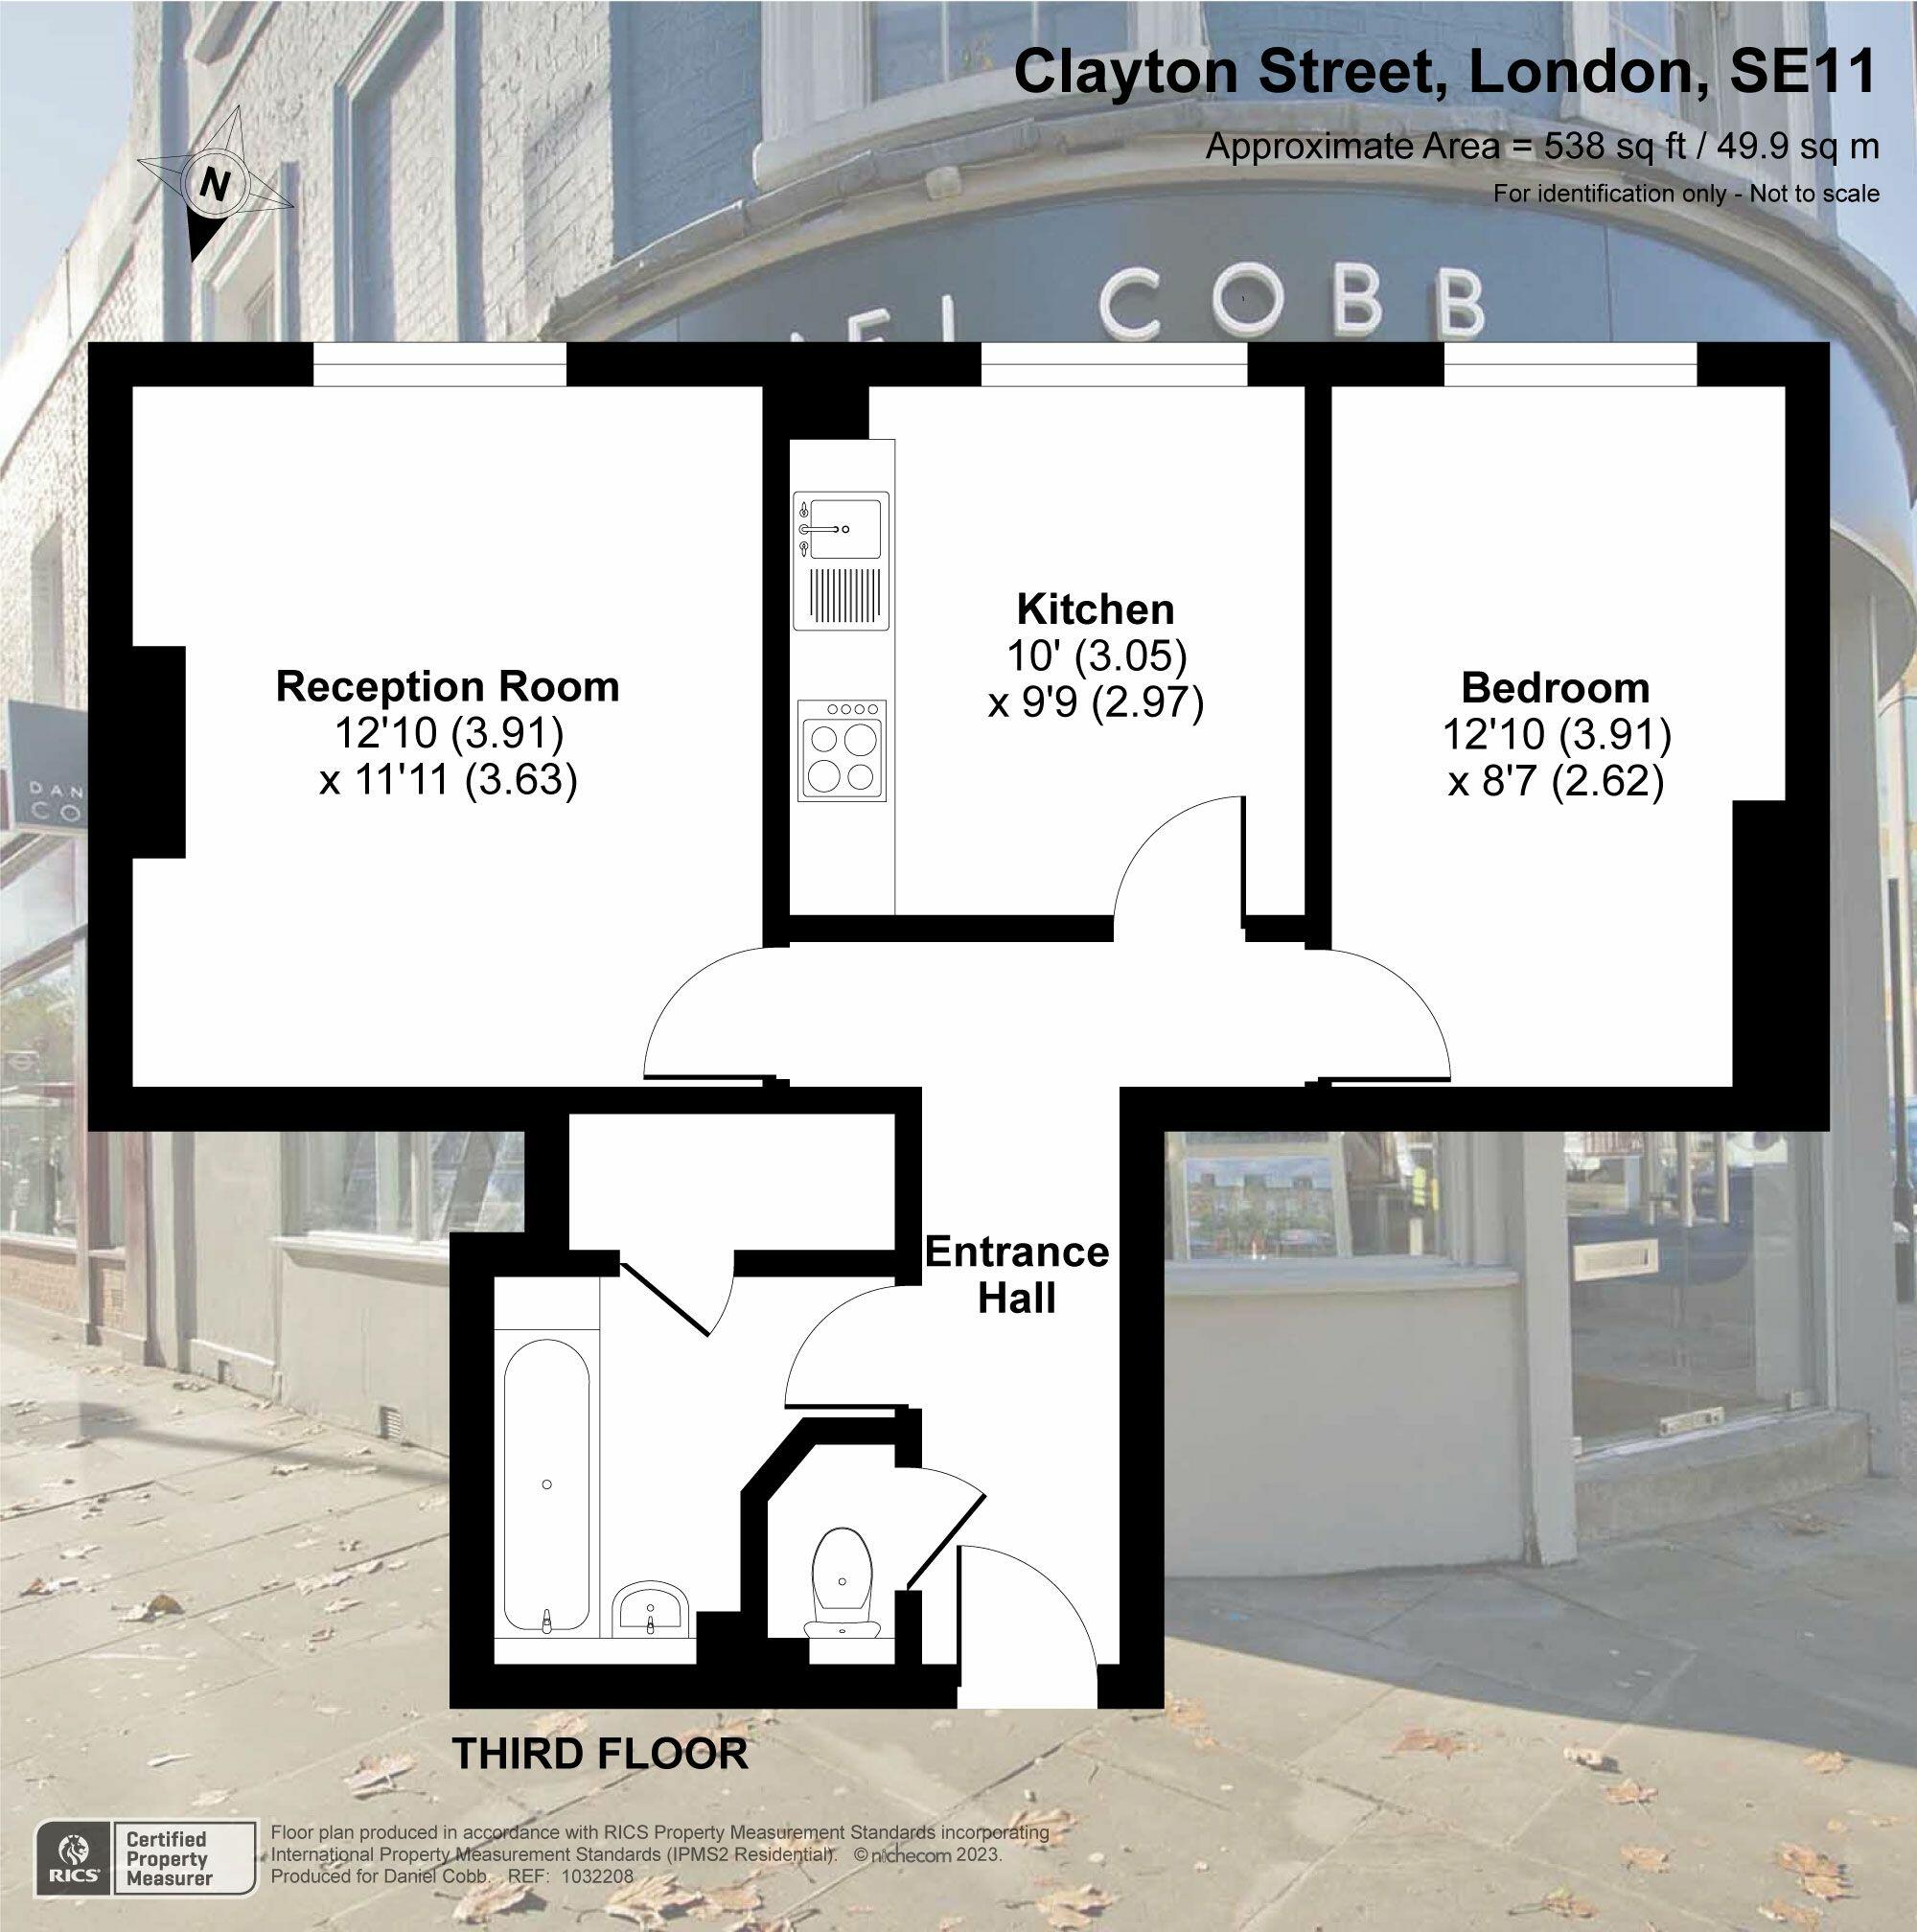 Clayton Street, London, SE11
Approximate Area = 538 sq ft / 49.9 sq m
For identification only - Not to scale
N
COBB
Kitchen
10' (3.05)
x 9'9 (2.97)
Reception Room
12'10 (3.91)
x 11'11 (3.63)
Bedroom
12'10 (3.91)
x 8'7 (2.62)
DAN
CO
Entrance
Hall
THIRD FLOOR
RICS
Certified
Property
Measurer
Floor plan produced in accordance with RICS Property Measurement Standards incorporating
International Property Measurement Standards (IPMS2 Residential). © nichecom 2023.
Produced for Daniel Cobb. REF: 1032208